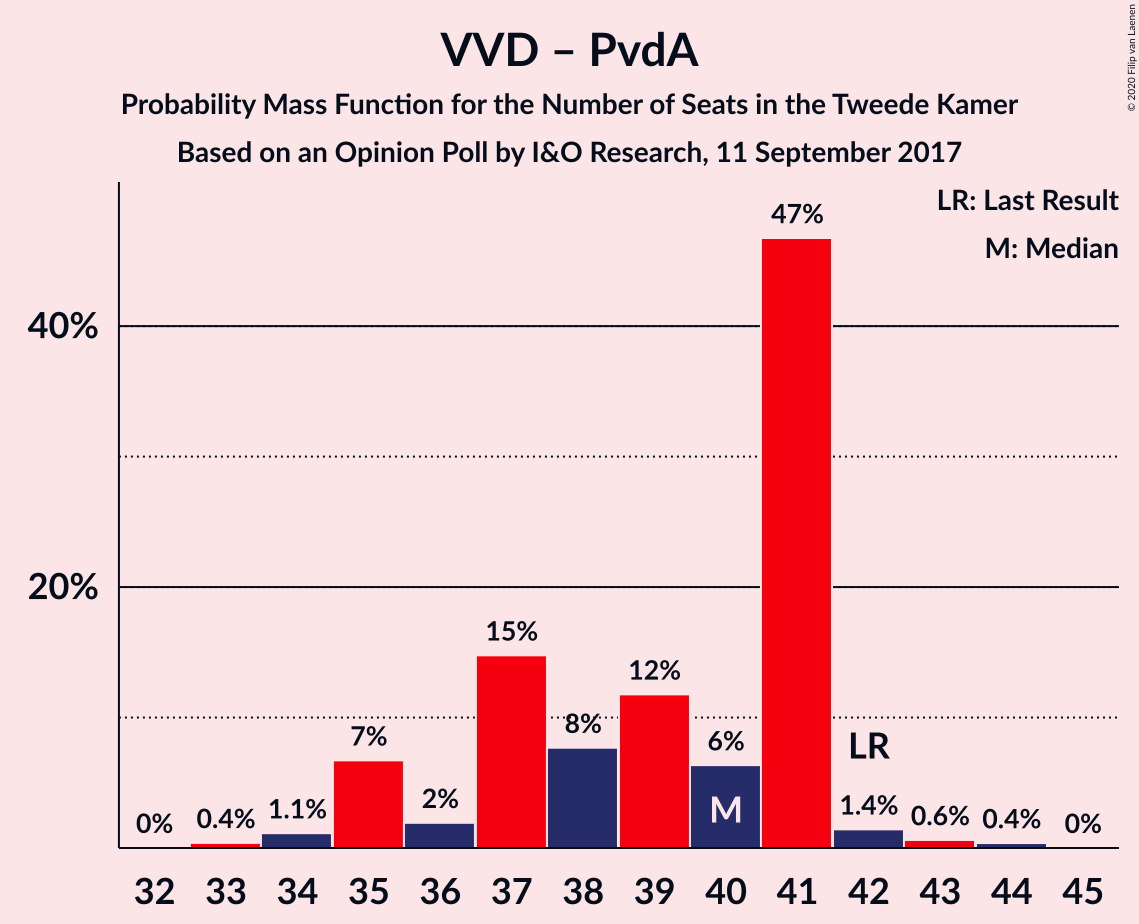 VVD – PvdA
Probability Mass Function for the Number of Seats in the Tweede Kamer
Based on an Opinion Poll by I&O Research, 11 September 2017
© 2020 Filip van Laenen
LR: Last Result
M: Median
40%
20%
0%
0.4%
1.1%
7%
2%
15%
8%
12%
6%
47%
1.4%
0.6%
0.4%
0%
LR
M
32 33 34 35 36 37 38 39 40 41 42 43 44 45